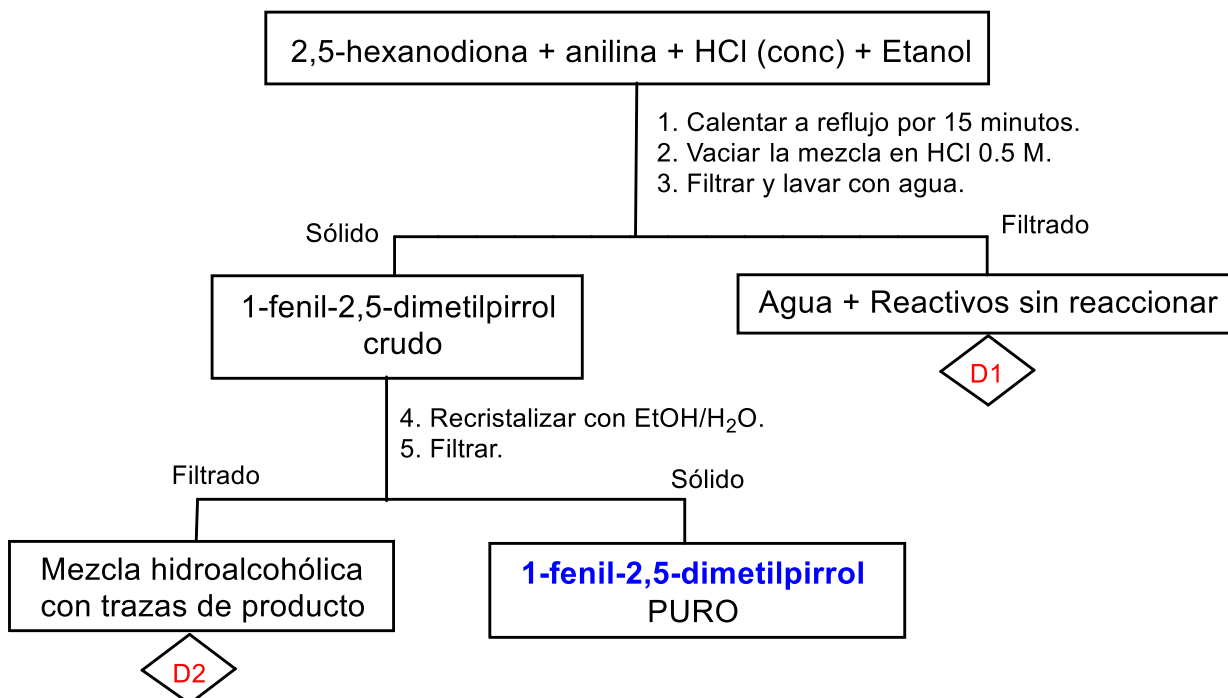 2,5-hexanodiona + anilina + HCl (conc) + Etanol
1. Calentar a reflujo por 15 minutos.
2. Vaciar la mezcla en HCl 0.5 M.
3. Filtrar y lavar con agua.
Sólido
Filtrado
1-fenil-2,5-dimetilpirrol
crudo
Agua + Reactivos sin reaccionar
D1
4. Recristalizar con EtOH/H₂O.
5. Filtrar.
Filtrado
Sólido
Mezcla hidroalcohólica
con trazas de producto
1-fenil-2,5-dimetilpirrol
PURO
D2